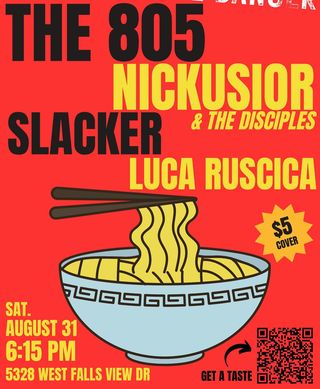 THE 805
NICKUSIOR
& THE DISCIPLES
SLACKER
LUCA RUSCICA
$5
COVER
SAT.
AUGUST 31
6:15 PM
5328 WEST FALLS VIEW DR
GET A TASTE